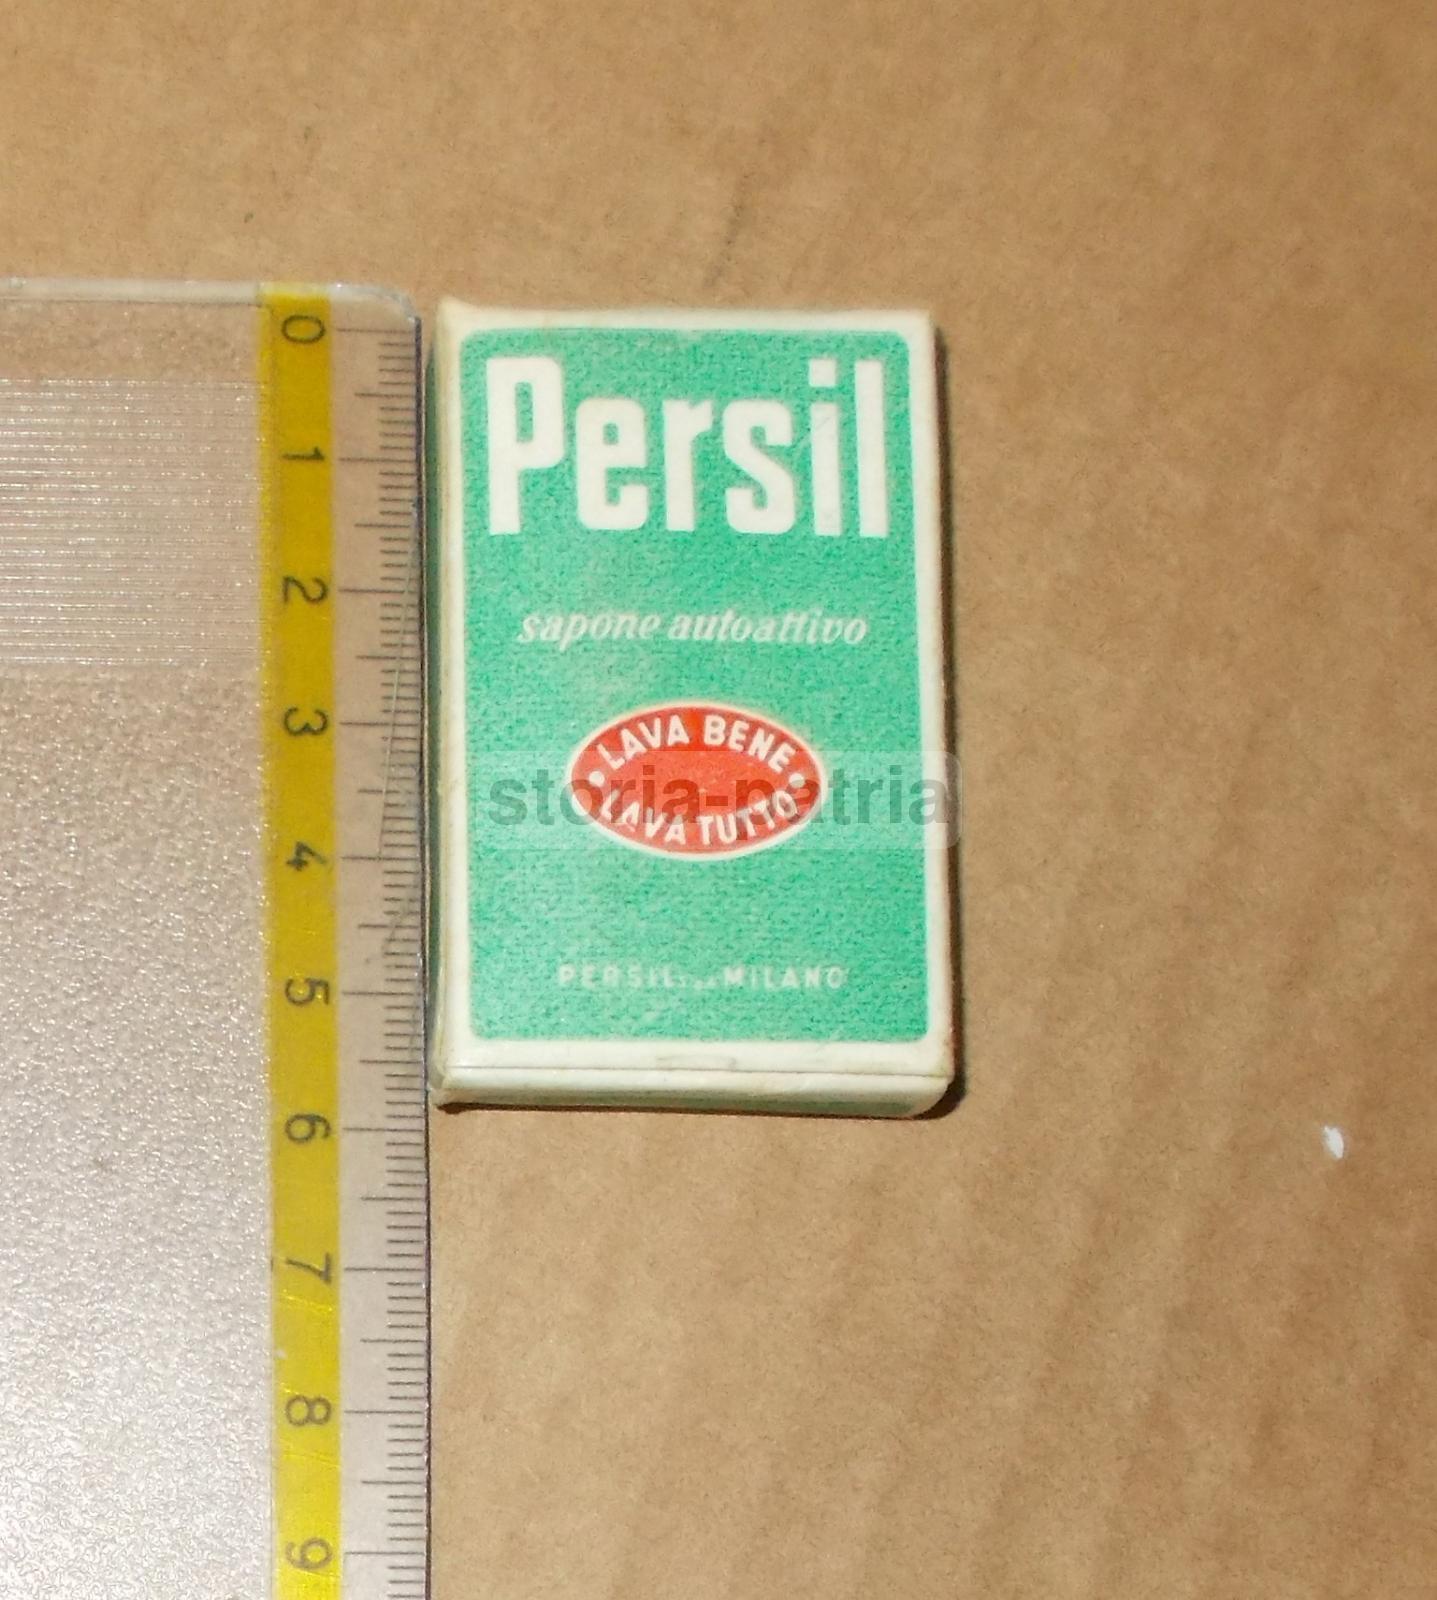 Persil
sapone autoattivo
LAVA BENE
LAVA TUTTO
storia-patria
PERSIL MILANO
0
1
2
3
4
5
6
7
8
9